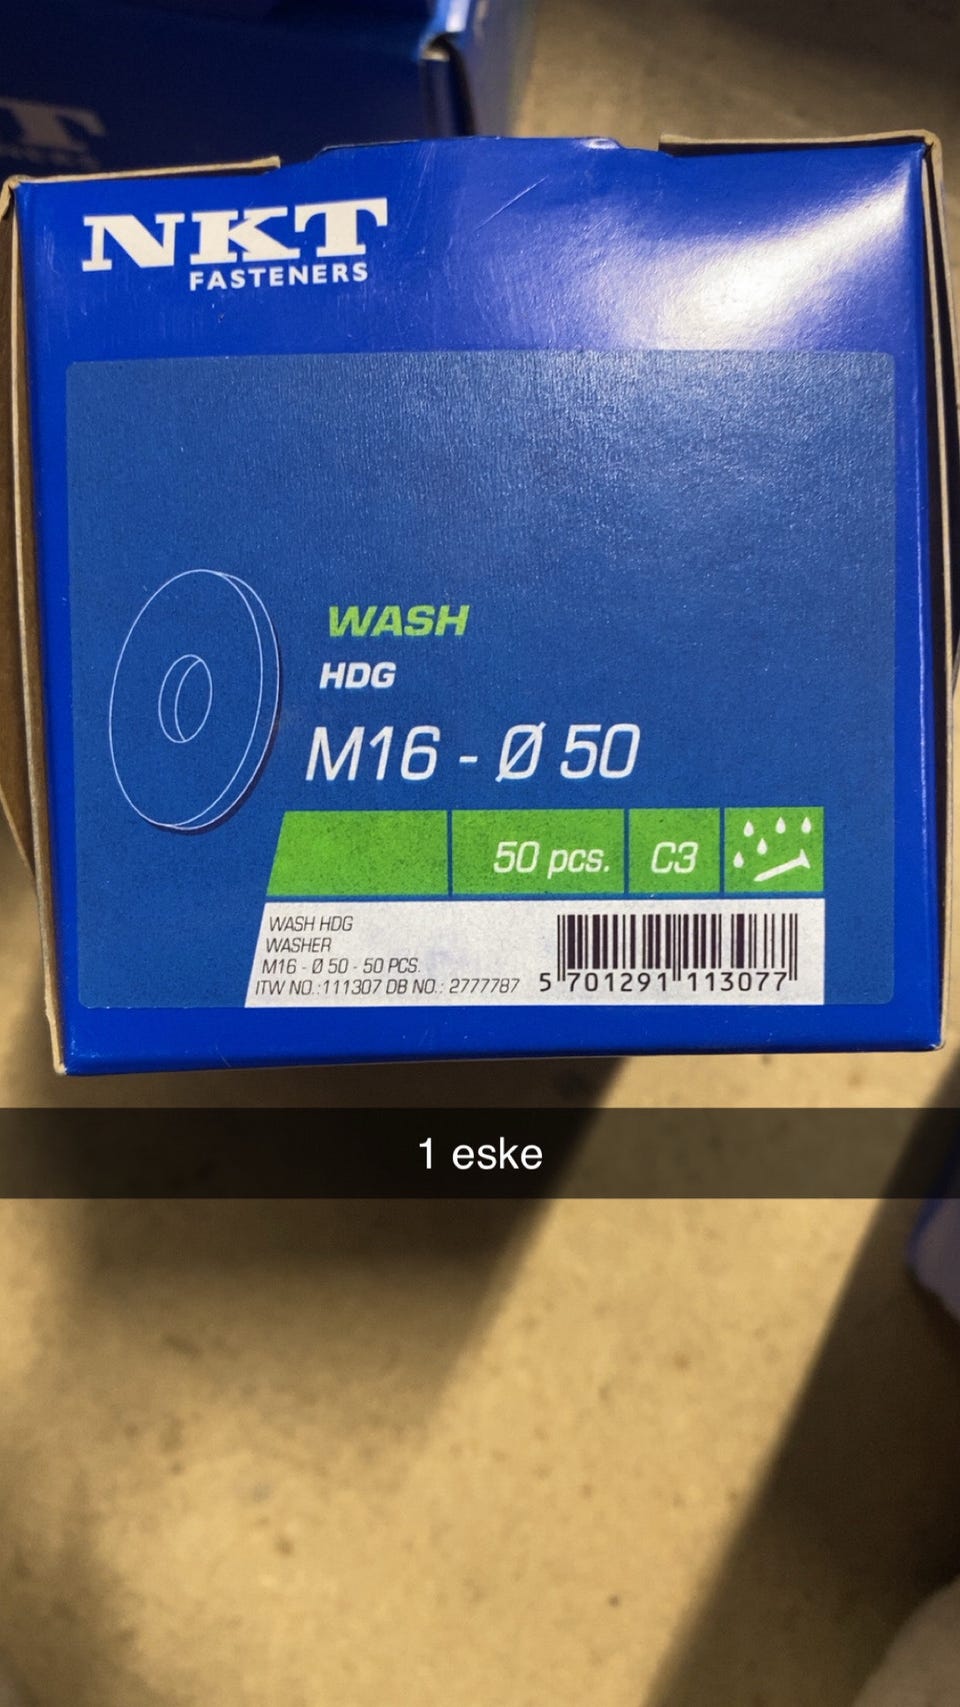 NKT
FASTENERS
WASH
HDG
M16 - Ø 50
50 pcs.
C3
WASH HDG
WASHER
M16 - Ø 50 - 50 PCS.
ITW NO.:111307 DB NO.: 2777787
5 701291 113077
1 eske